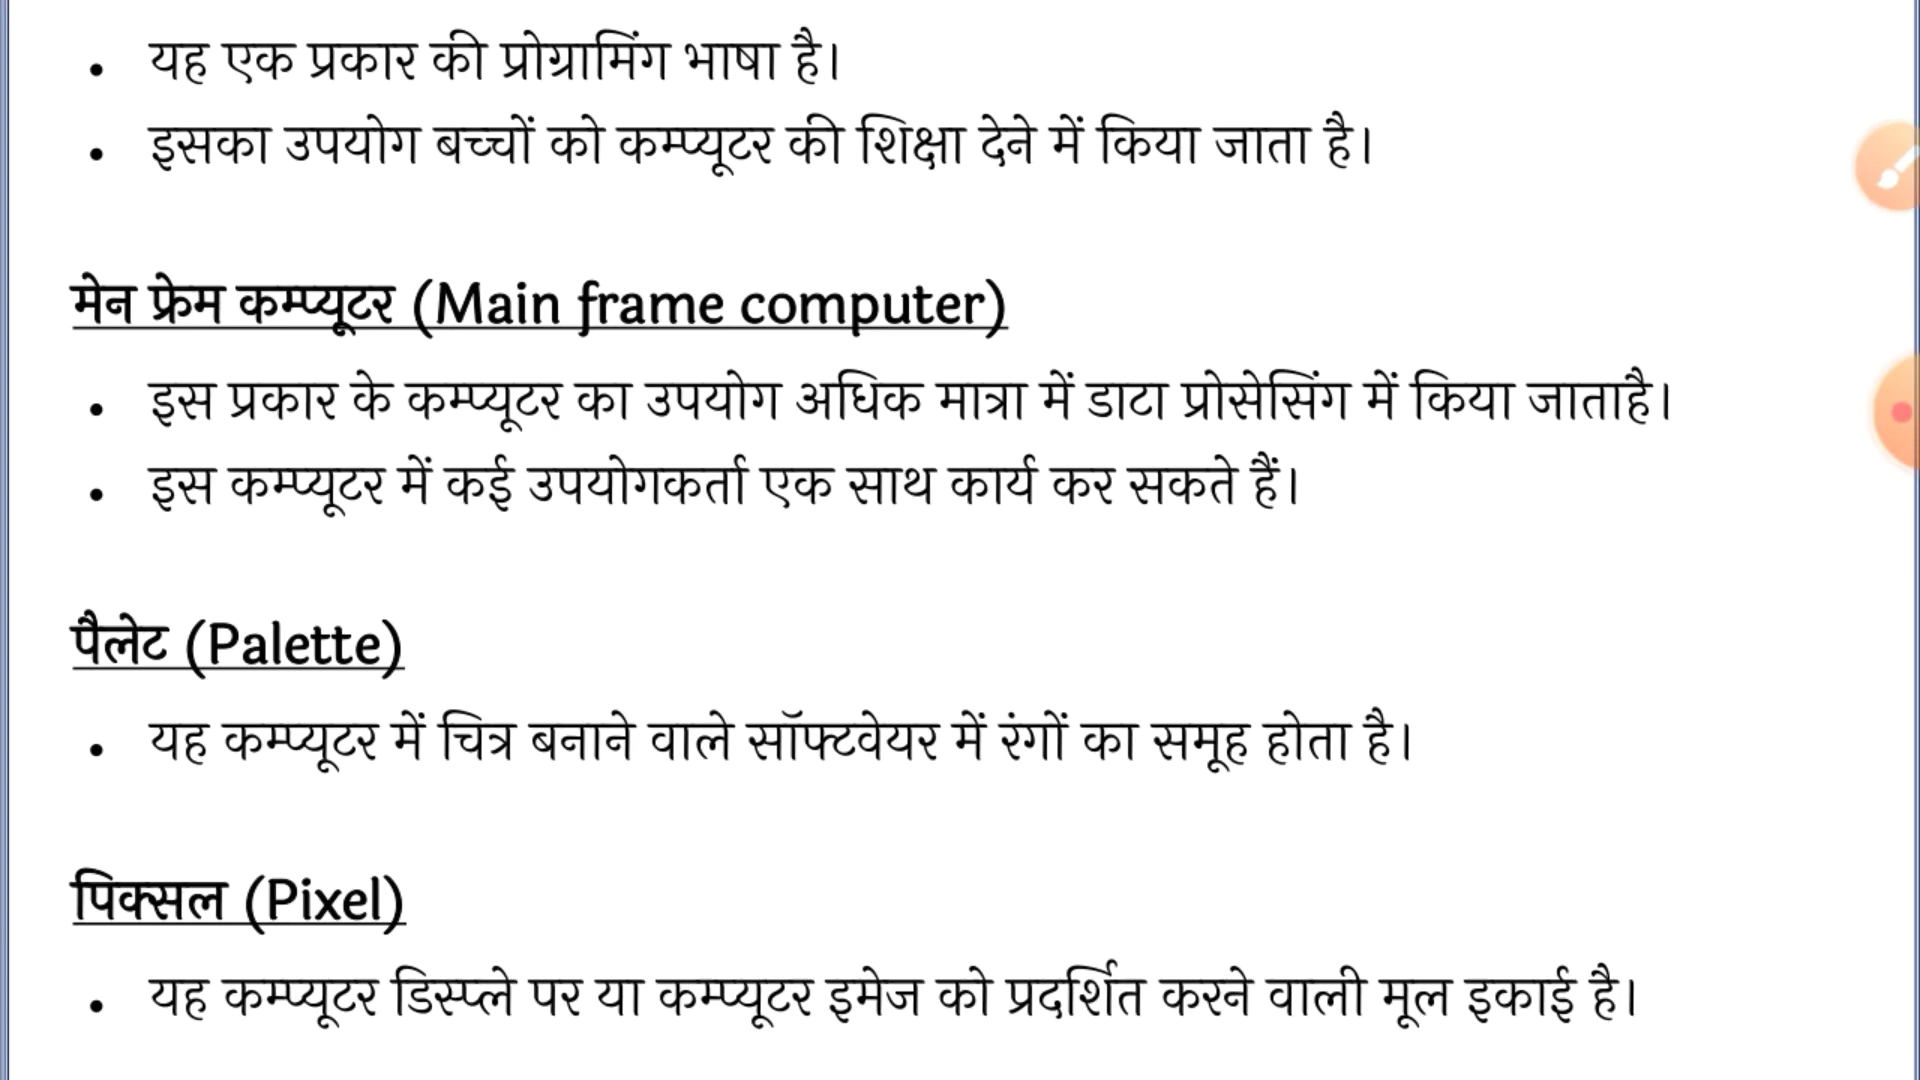 • यह एक प्रकार की प्रोग्रामिंग भाषा है।
• इसका उपयोग बच्चों को कम्प्यूटर की शिक्षा देने में किया जाता है।
मेन फ्रेम कम्प्यूटर (Main frame computer)
• इस प्रकार के कम्प्यूटर का उपयोग अधिक मात्रा में डाटा प्रोसेसिंग में किया जाताहै।
• इस कम्प्यूटर में कई उपयोगकर्ता एक साथ कार्य कर सकते हैं।
पैलेट (Palette)
• यह कम्प्यूटर में चित्र बनाने वाले सॉफ्टवेयर में रंगों का समूह होता है।
पिक्सल (Pixel)
• यह कम्प्यूटर डिस्प्ले पर या कम्प्यूटर इमेज को प्रदर्शित करने वाली मूल इकाई है।